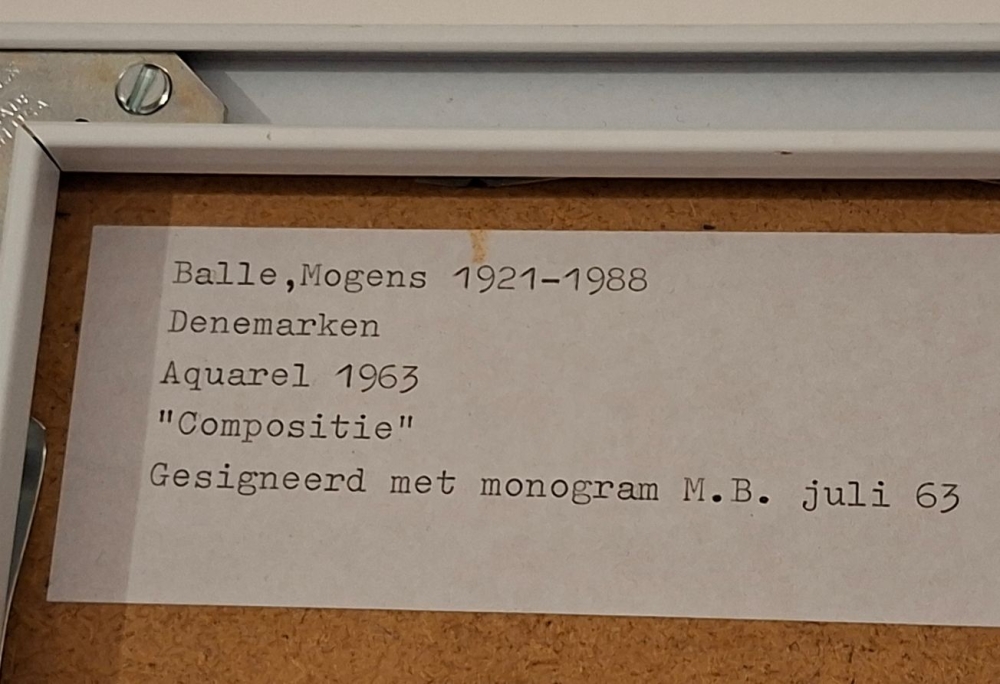 Balle,Mogens 1921-1988
Denemarken
Aquarel 1963
"Compositie"
Gesigneerd met monogram M.B. juli 63